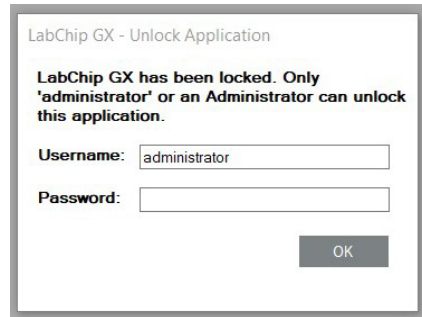 LabChip GX - Unlock Application
LabChip GX has been locked. Only
'administrator' or an Administrator can unlock
this application.
Username: administrator
Password:
OK